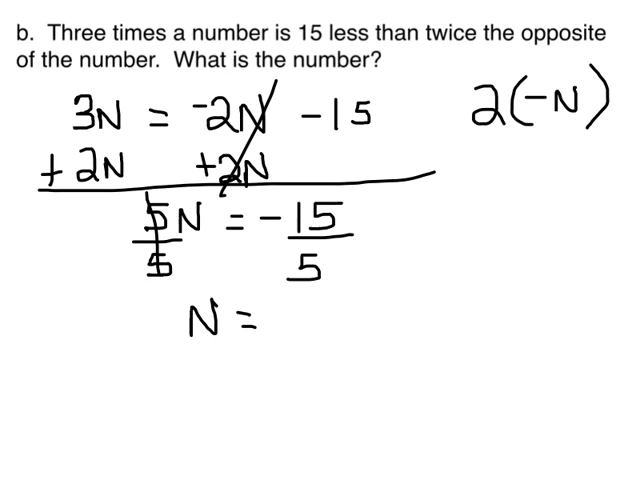 b. Three times a number is 15 less than twice the opposite
of the number. What is the number?
3N = -2N - 15 2(-N)
+ 2N +2N
5N = -15
5 5
N =